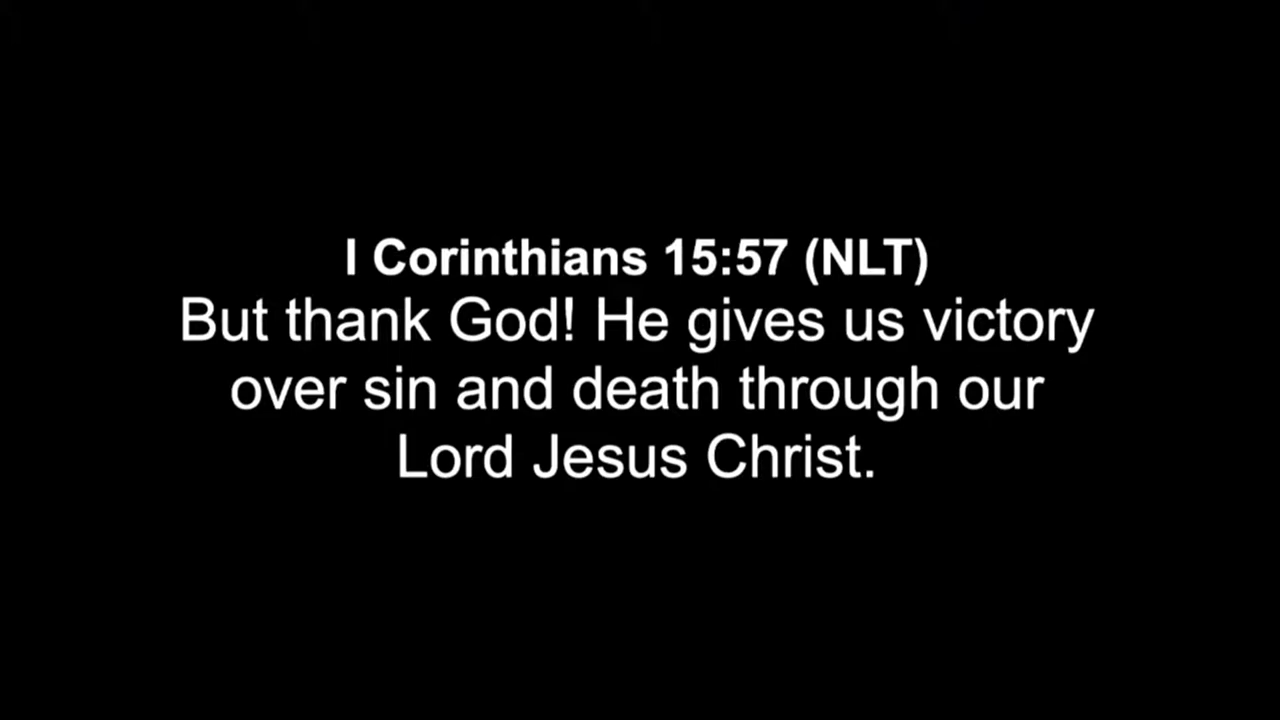 I Corinthians 15:57 (NLT)
But thank God! He gives us victory
over sin and death through our
Lord Jesus Christ.